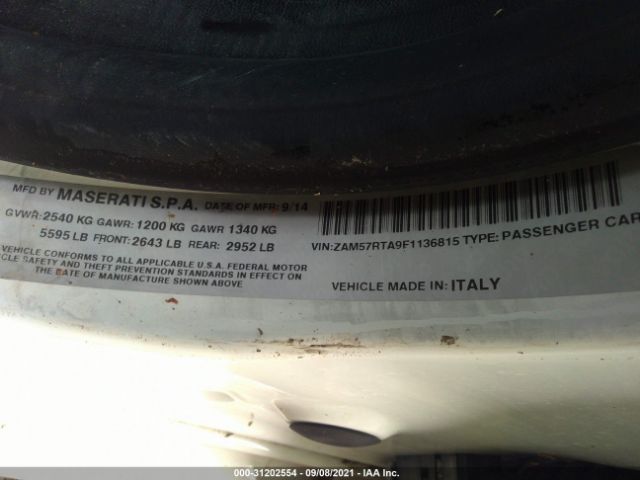 MFD BY MASERATI S.P.A. DATE OF MFR: 9/14
GVWR: 2540 KG GAWR: 1200 KG GAWR 1340 KG
5595 LB FRONT: 2643 LB REAR: 2952 LB
VEHICLE CONFORMS TO ALL APPLICABLE U.S.A. FEDERAL MOTOR
CLE SAFETY AND THEFT PREVENTION STANDARDS IN EFFECT ON
THE DATE OF MANUFACTURE SHOWN ABOVE
VIN:ZAM57RTA9F1136815 TYPE: PASSENGER CAR
VEHICLE MADE IN: ITALY
000-31202554 - 09/08/2021 - IAA Inc.